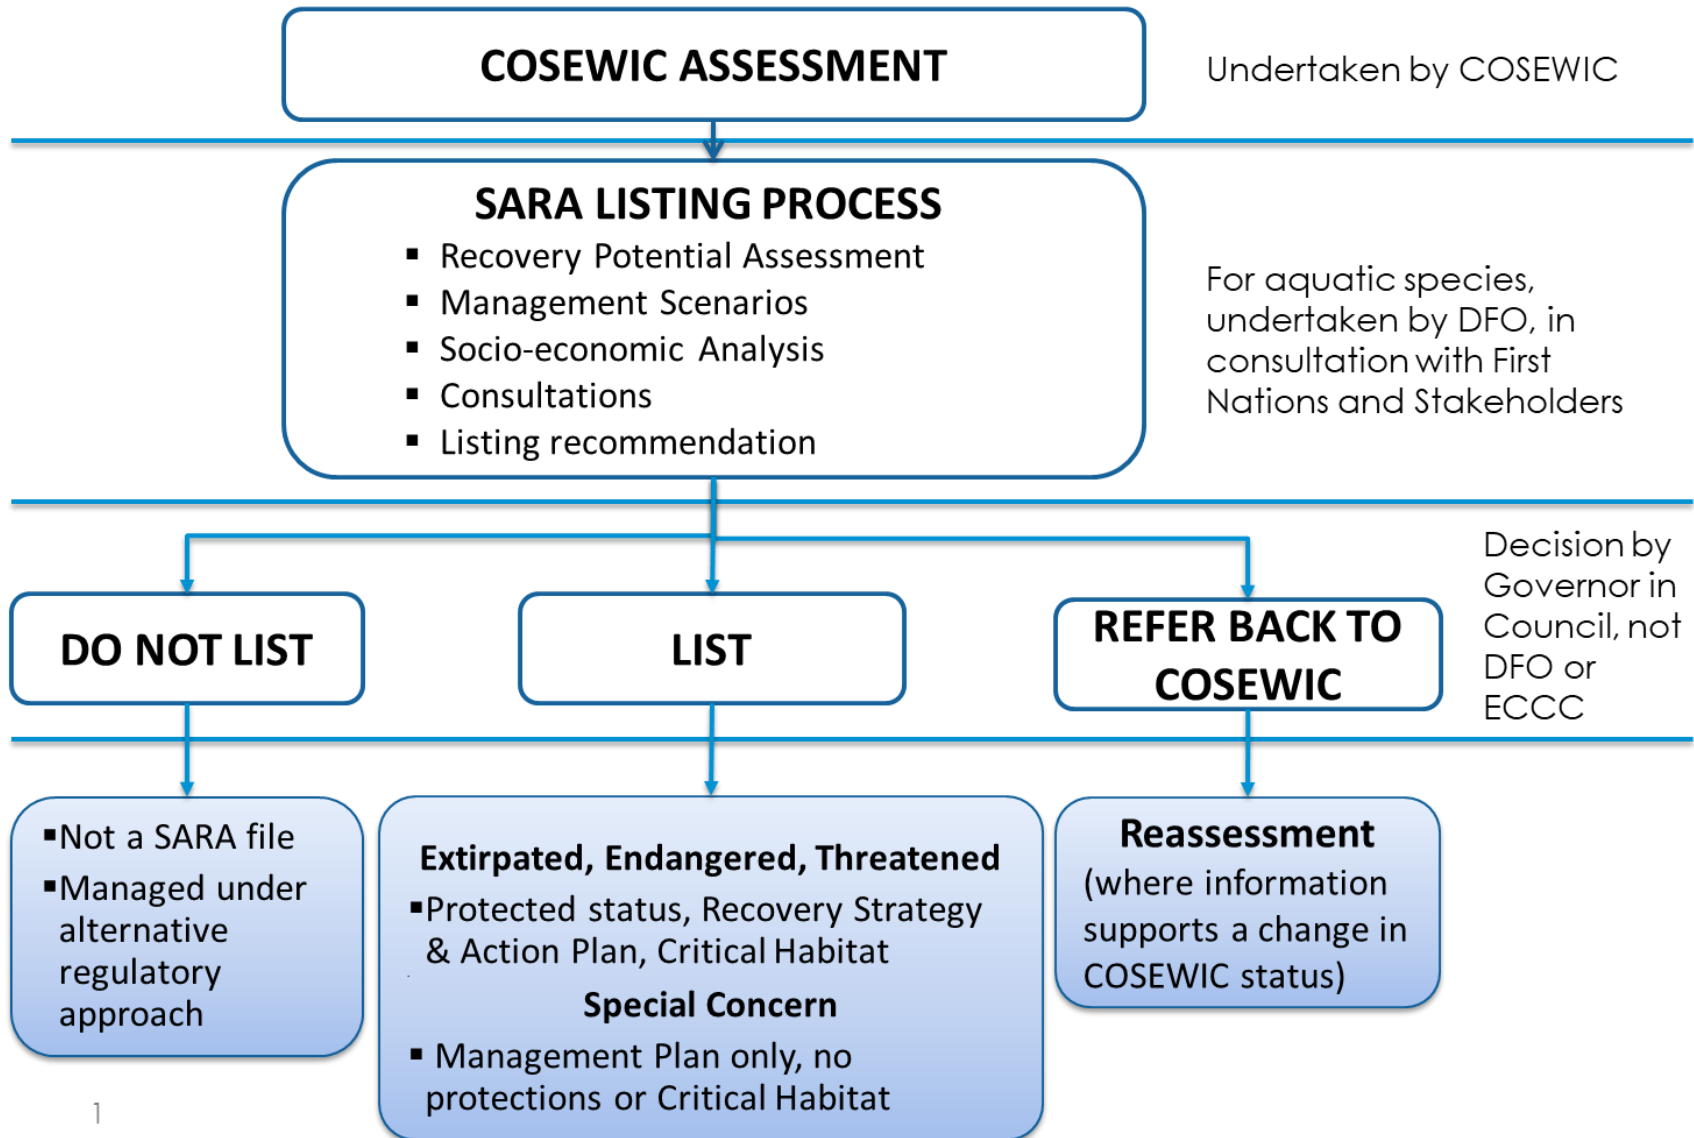 COSEWIC ASSESSMENT
Undertaken by COSEWIC
SARA LISTING PROCESS
▪ Recovery Potential Assessment
▪ Management Scenarios
▪ Socio-economic Analysis
▪ Consultations
▪ Listing recommendation
For aquatic species,
undertaken by DFO, in
consultation with First
Nations and Stakeholders
DO NOT LIST
LIST
REFER BACK TO
COSEWIC
Decision by
Governor in
Council, not
DFO or
ECCC
▪Not a SARA file
▪Managed under
alternative
regulatory
approach
Extirpated, Endangered, Threatened
▪Protected status, Recovery Strategy
& Action Plan, Critical Habitat
.
Special Concern
▪ Management Plan only, no
protections or Critical Habitat
Reassessment
(where information
supports a change in
COSEWIC status)
1